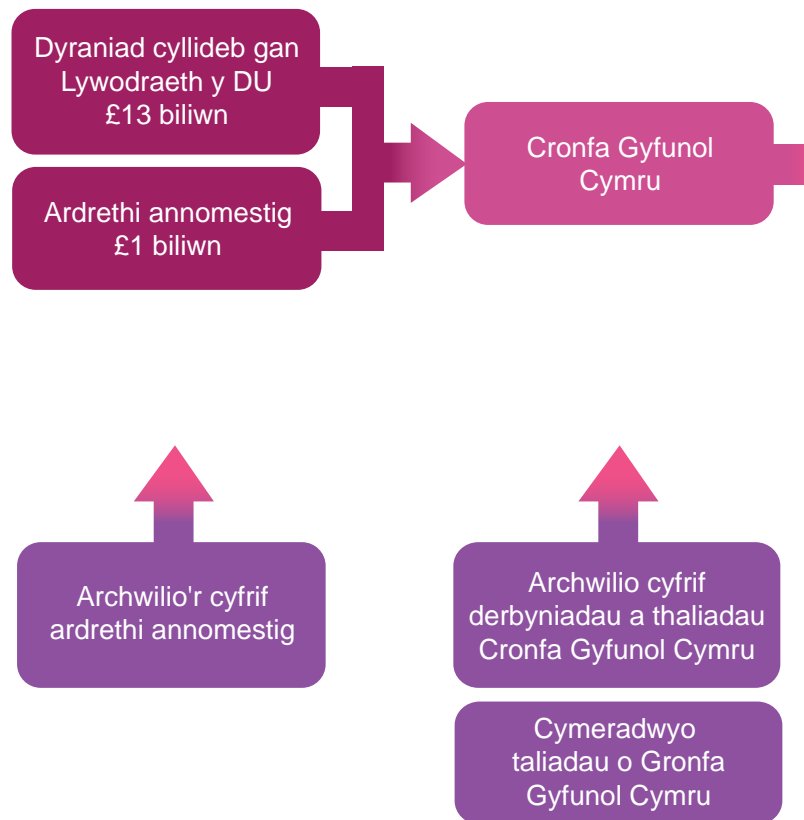 Dyraniad cyllideb gan
Lywodraeth y DU
£13 biliwn
Ardrethi annomestig
£1 biliwn
Cronfa Gyfunol
Cymru
Archwilio'r cyfrif
ardrethi annomestig
Archwilio cyfrif
derbyniadau a thaliadau
Cronfa Gyfunol Cymru
Cymeradwyo
taliadau o Gronfa
Gyfunol Cymru